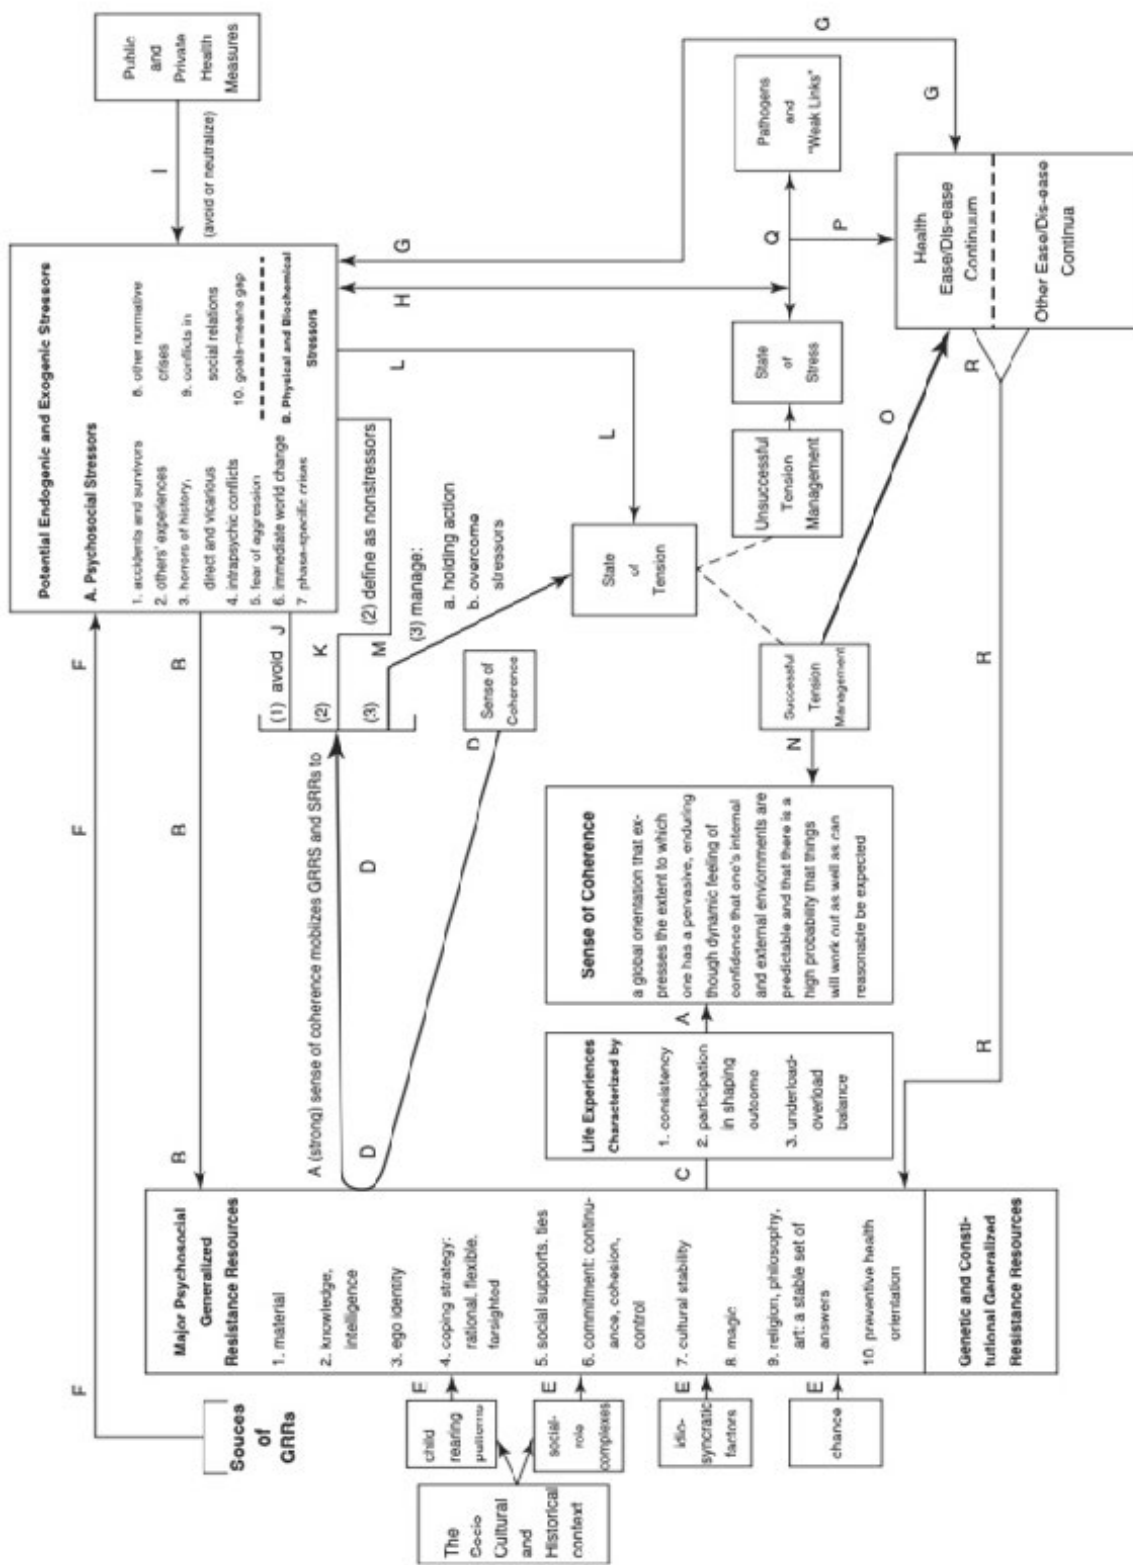 Souces
of
GRRs
The
Socio
Cultural
and
Historical
context
child
rearing
patterns
social-
role
complexes
idio-
syncratic
factors
chance
F
E
E
E
Major Psychosocial
Generalized
Resistance Resources
1. material
2. knowledge,
intelligence
3. ego identity
4. coping strategy:
rational, flexible,
farsighted
5. social supports, ties
6. commitment: continu-
ance, cohesion,
control
7. cultural stability
8. magic
9. religion, philosophy,
art: a stable set of
answers
10. preventive health
orientation
Genetic and Consti-
tutional Generalized
Resistance Resources
F
F
F
B
B
B
A (strong) sense of coherence mobilizes GRRS and SRRs to
D
D
D
C
Life Experiences
Characterized by
1. consistency
2. participation
in shaping
outcome
3. underload-
overload
balance
A
Sense of Coherence
a global orientation that ex-
presses the extent to which
one has a pervasive, enduring
though dynamic feeling of
confidence that one's internal
and external enviornments are
predictable and that there is a
high probability that things
will work out as well as can
reasonable be expected
N
Sense of
Coherence
(1) avoid J
(2) K
(2) define as nonstressors
(3) M
(3) manage:
a. holding action
b. overcome
stressors
Potential Endogenic and Exogenic Stressors
A. Psychosocial Stressors
1. accidents and survivors
2. others' experiences
3. horrors of history,
direct and vicarious
4. intrapsychic conflicts
5. fear of aggression
6. immediate world change
7 phase-specific crises
8. other normative
crises
9. conflicts in
social relations
10. goals-means gap
B. Physical and Biochemical
Stressors
I
(avoid or neutralize)
Public
and
Private
Health
Measures
L
L
H
G
G
G
State
of
Tension
Successful
Tension
Management
Unsuccessful
Tension
Management
State
of
Stress
Q
P
Pathogens
and
"Weak Links"
O
Health
Ease/Dis-ease
Continuum
Other Ease/Dis-ease
Continua
R
R
R